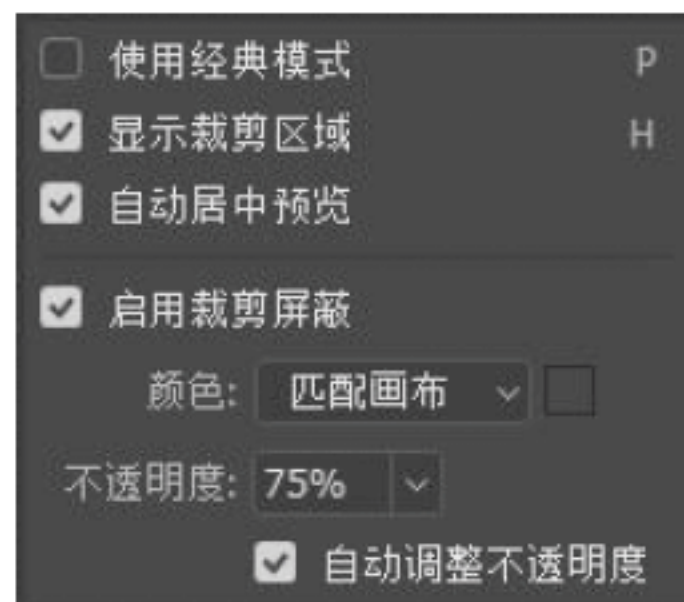 使用经典模式 P
显示裁剪区域 H
自动居中预览
启用裁剪屏蔽
颜色: 匹配画布
不透明度: 75%
自动调整不透明度